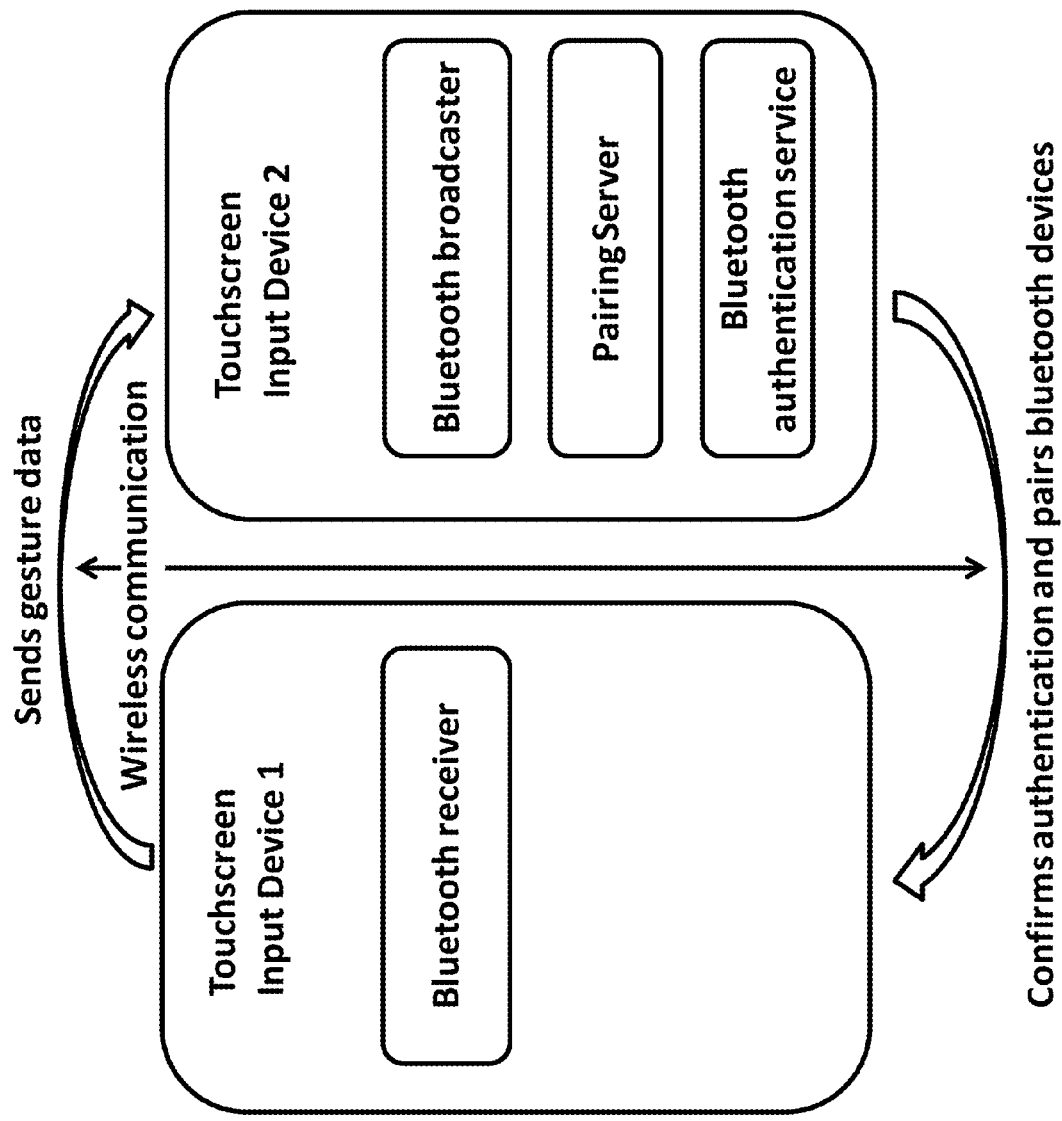 Sends gesture data
Wireless communication
Touchscreen
Input Device 1
Bluetooth receiver
Touchscreen
Input Device 2
Bluetooth broadcaster
Pairing Server
Bluetooth
authentication service
Confirms authentication and pairs bluetooth devices